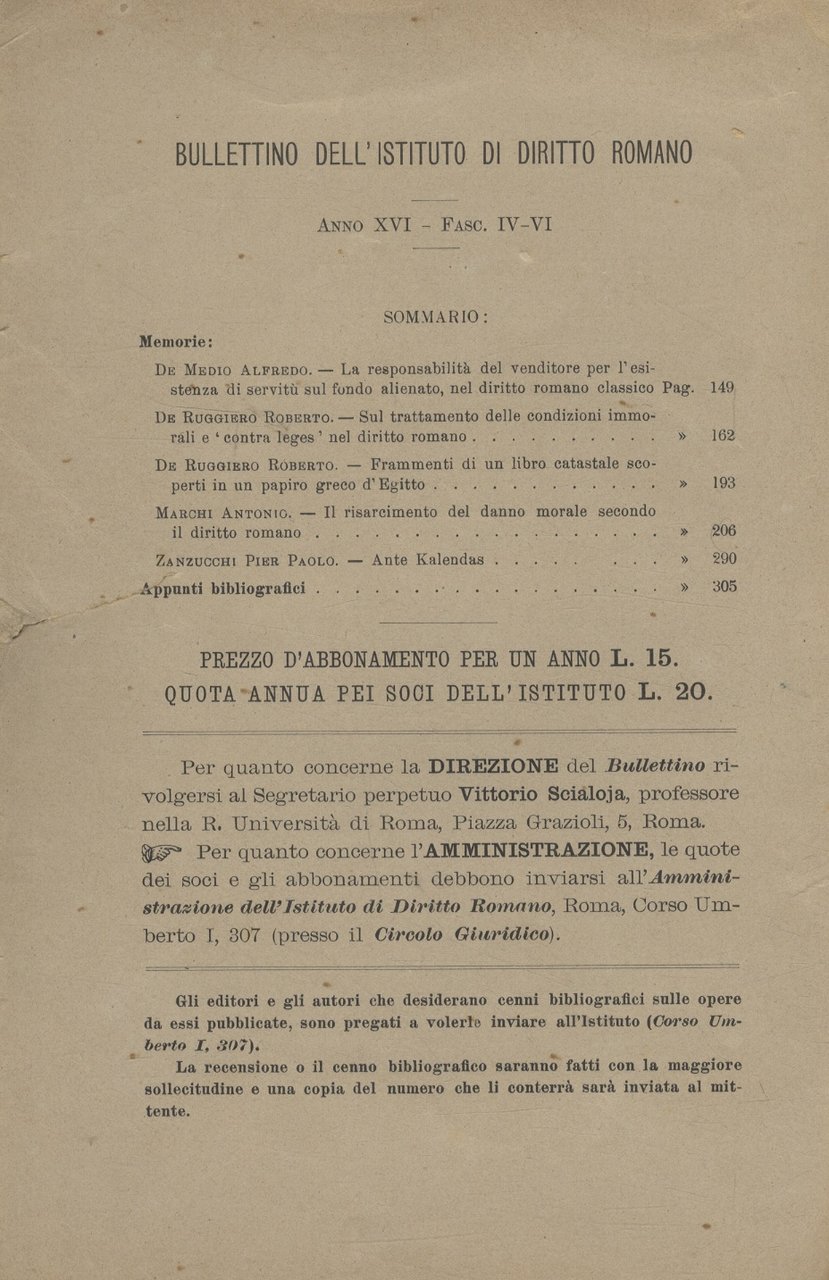 BULLETTINO DELL' ISTITUTO DI DIRITTO ROMANO
ANNO XVI – FASC. IV–VI
SOMMARIO:
Memorie:
DE MEDIO ALFREDO. — La responsabilità del venditore per l'esi-
stenza di servitù sul fondo alienato, nel diritto romano classico Pag. 149
DE RUGGIERO ROBERTO. — Sul trattamento delle condizioni immo-
rali e ' contra leges ' nel diritto romano . . . . . . . . . . » 162
DE RUGGIERO ROBERTO. — Frammenti di un libro catastale sco-
perti in un papiro greco d'Egitto . . . . . . . . . . . . » 193
MARCHI ANTONIO. — Il risarcimento del danno morale secondo
il diritto romano . . . . . . . . . . . . . . . . . . » 206
ZANZUCCHI PIER PAOLO. — Ante Kalendas . . . . . . . . » 290
Appunti bibliografici . . . . . . . . . . . . . . . . . . » 305
PREZZO D'ABBONAMENTO PER UN ANNO L. 15.
QUOTA ANNUA PEI SOCI DELL'ISTITUTO L. 20.
Per quanto concerne la DIREZIONE del Bullettino ri-
volgersi al Segretario perpetuo Vittorio Scialoja, professore
nella R. Università di Roma, Piazza Grazioli, 5, Roma.
Per quanto concerne l'AMMINISTRAZIONE, le quote
dei soci e gli abbonamenti debbono inviarsi all'Ammini-
strazione dell'Istituto di Diritto Romano, Roma, Corso Um-
berto I, 307 (presso il Circolo Giuridico).
Gli editori e gli autori che desiderano cenni bibliografici sulle opere
da essi pubblicate, sono pregati a volerle inviare all'Istituto (Corso Um-
berto I, 307).
La recensione o il cenno bibliografico saranno fatti con la maggiore
sollecitudine e una copia del numero che li conterrà sarà inviata al mit-
tente.